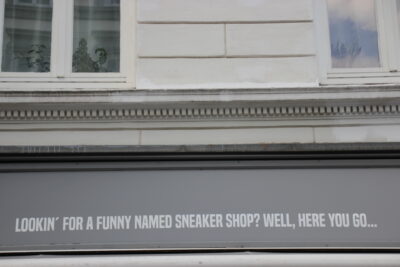 LOOKIN´ FOR A FUNNY NAMED SNEAKER SHOP? WELL, HERE YOU GO...